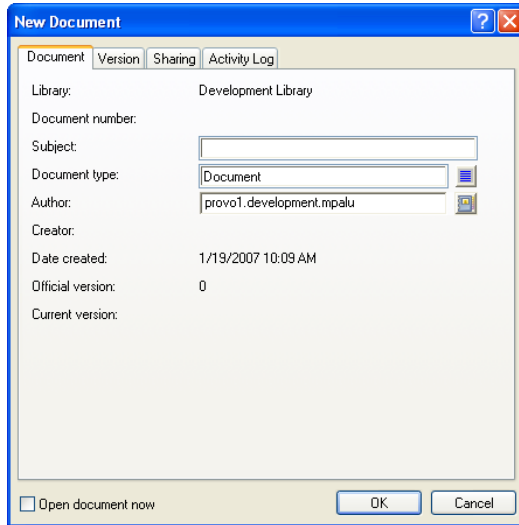 New Document
Document Version Sharing Activity Log
Library: Development Library
Document number:
Subject:
Document type: Document
Author: provo1.development.mpalu
Creator:
Date created: 1/19/2007 10:09 AM
Official version: 0
Current version:
Open document now OK Cancel